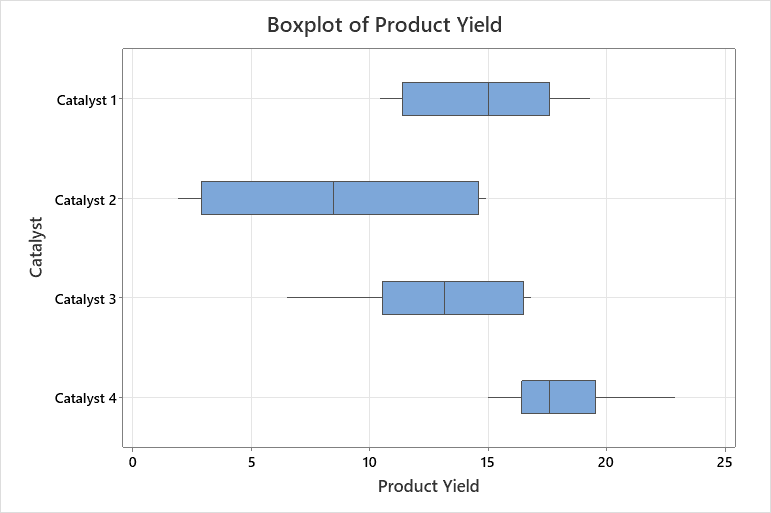 Boxplot of Product Yield
Catalyst
Catalyst 1
Catalyst 2
Catalyst 3
Catalyst 4
0 5 10 15 20 25
Product Yield